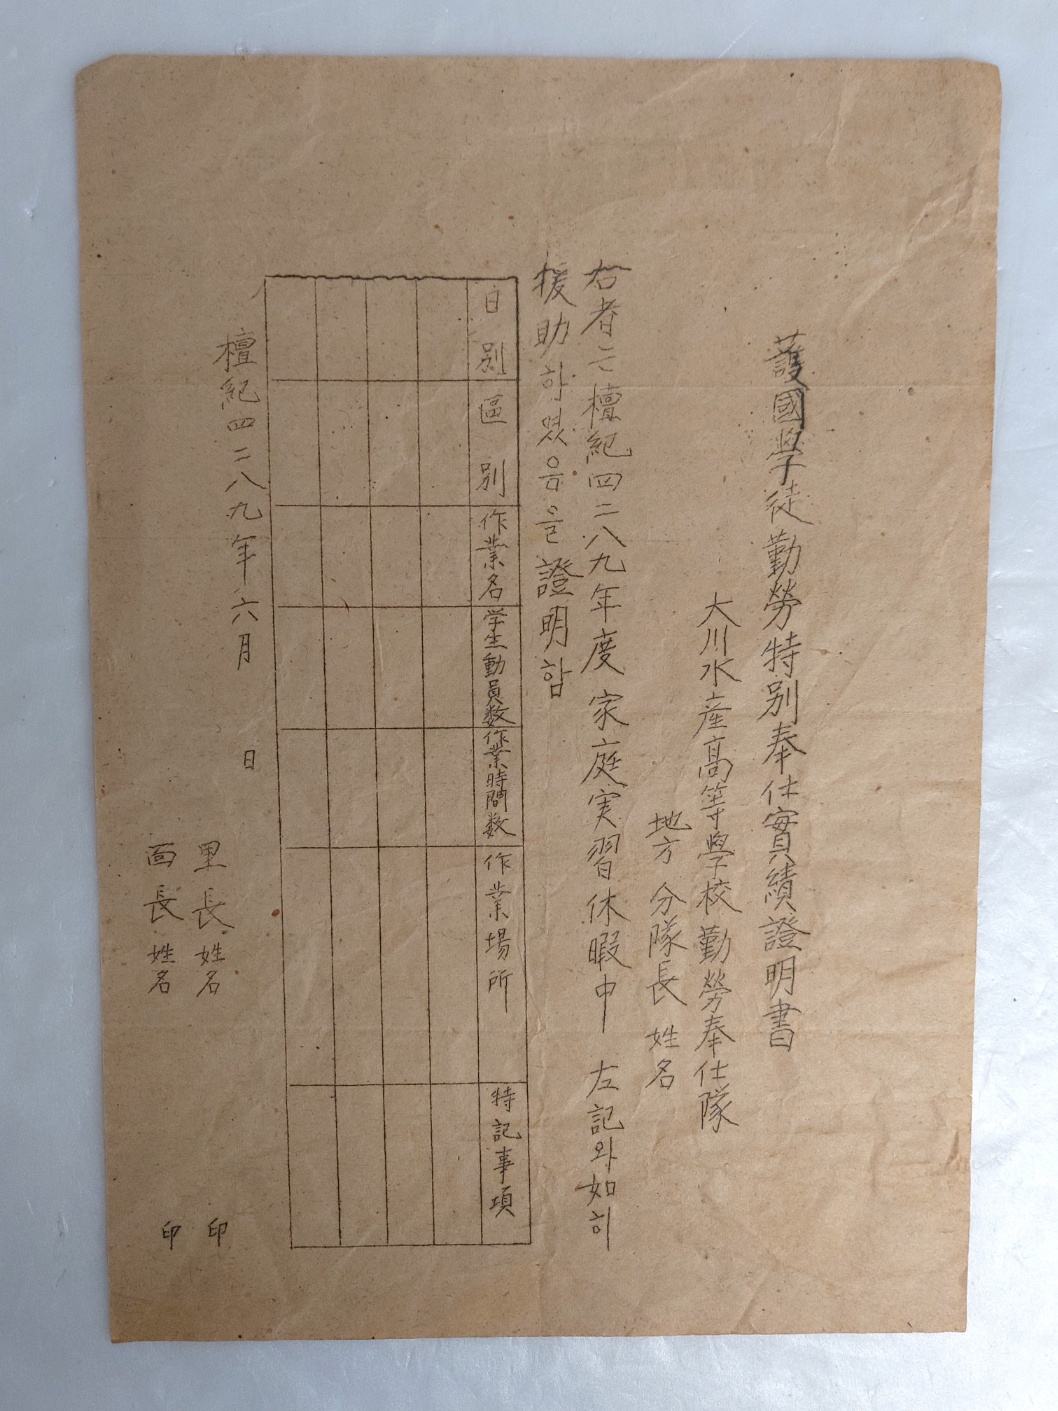 護國學徒勤勞特別奉仕實績證明書
大川水產高等學校勤勞奉仕隊
地方 分隊長 姓名
右者는檀紀四二八九年度家庭実習休暇中 左記와如히
援助하였음을證明함
日別
區別
作業名
学生動員数
作業時間数
作業場所
特記事項
檀紀四二八九年六月 日
里長 姓名 印
面長 姓名 印